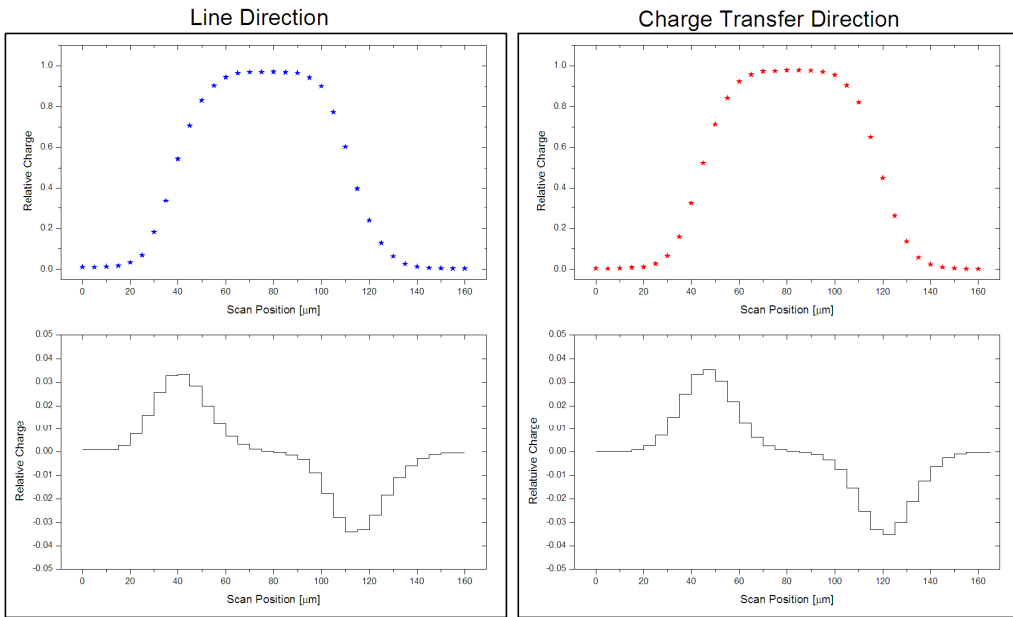 Line Direction
Charge Transfer Direction
1.0
0.8
0.6
0.4
0.2
0.0
Relative Charge
0 20 40 60 80 100 120 140 160
Scan Position [μm]
1.0
0.8
0.6
0.4
0.2
0.0
Relative Charge
0 20 40 60 80 100 120 140 160
Scan Position [μm]
0.05
0.04
0.03
0.02
0.01
0.00
-0.01
-0.02
-0.03
-0.04
-0.05
Relative Charge
0 20 40 60 80 100 120 140 160
Scan Position [μm]
0.05
0.04
0.03
0.02
0.01
0.00
-0.01
-0.02
-0.03
-0.04
-0.05
Relatuive Charge
0 20 40 60 80 100 120 140 160
Scan Position [μm]